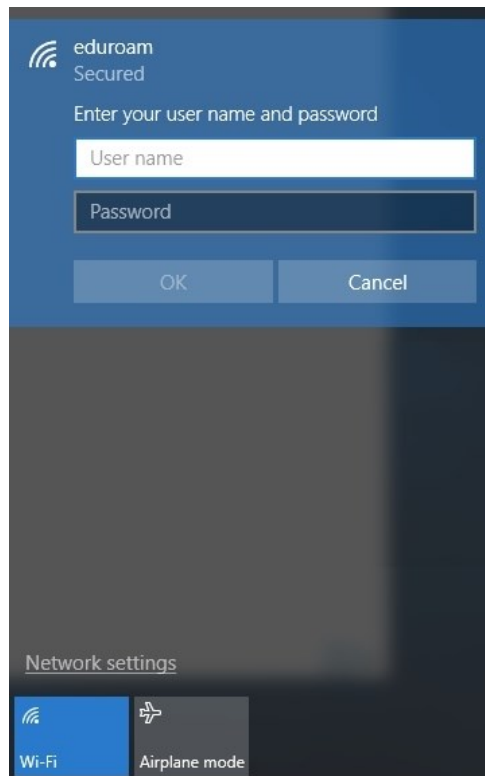 eduroam
Secured
Enter your user name and password
User name
Password
OK
Cancel
Network settings
Wi-Fi
Airplane mode